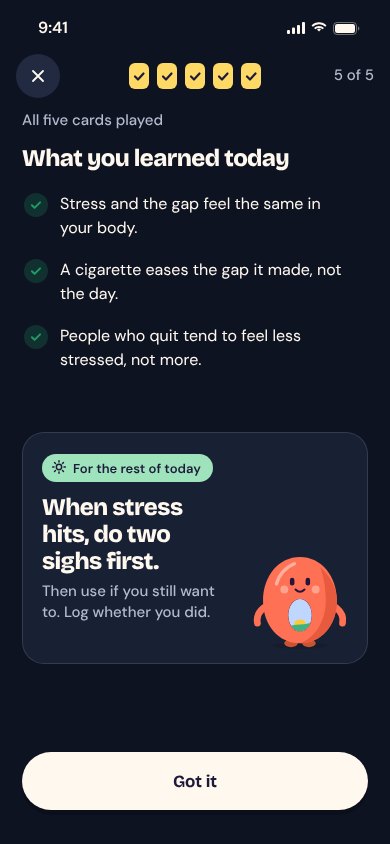 9:41
5 of 5
All five cards played
What you learned today
Stress and the gap feel the same in
your body.
A cigarette eases the gap it made, not
the day.
People who quit tend to feel less
stressed, not more.
For the rest of today
When stress
hits, do two
sighs first.
Then use if you still want
to. Log whether you did.
Got it